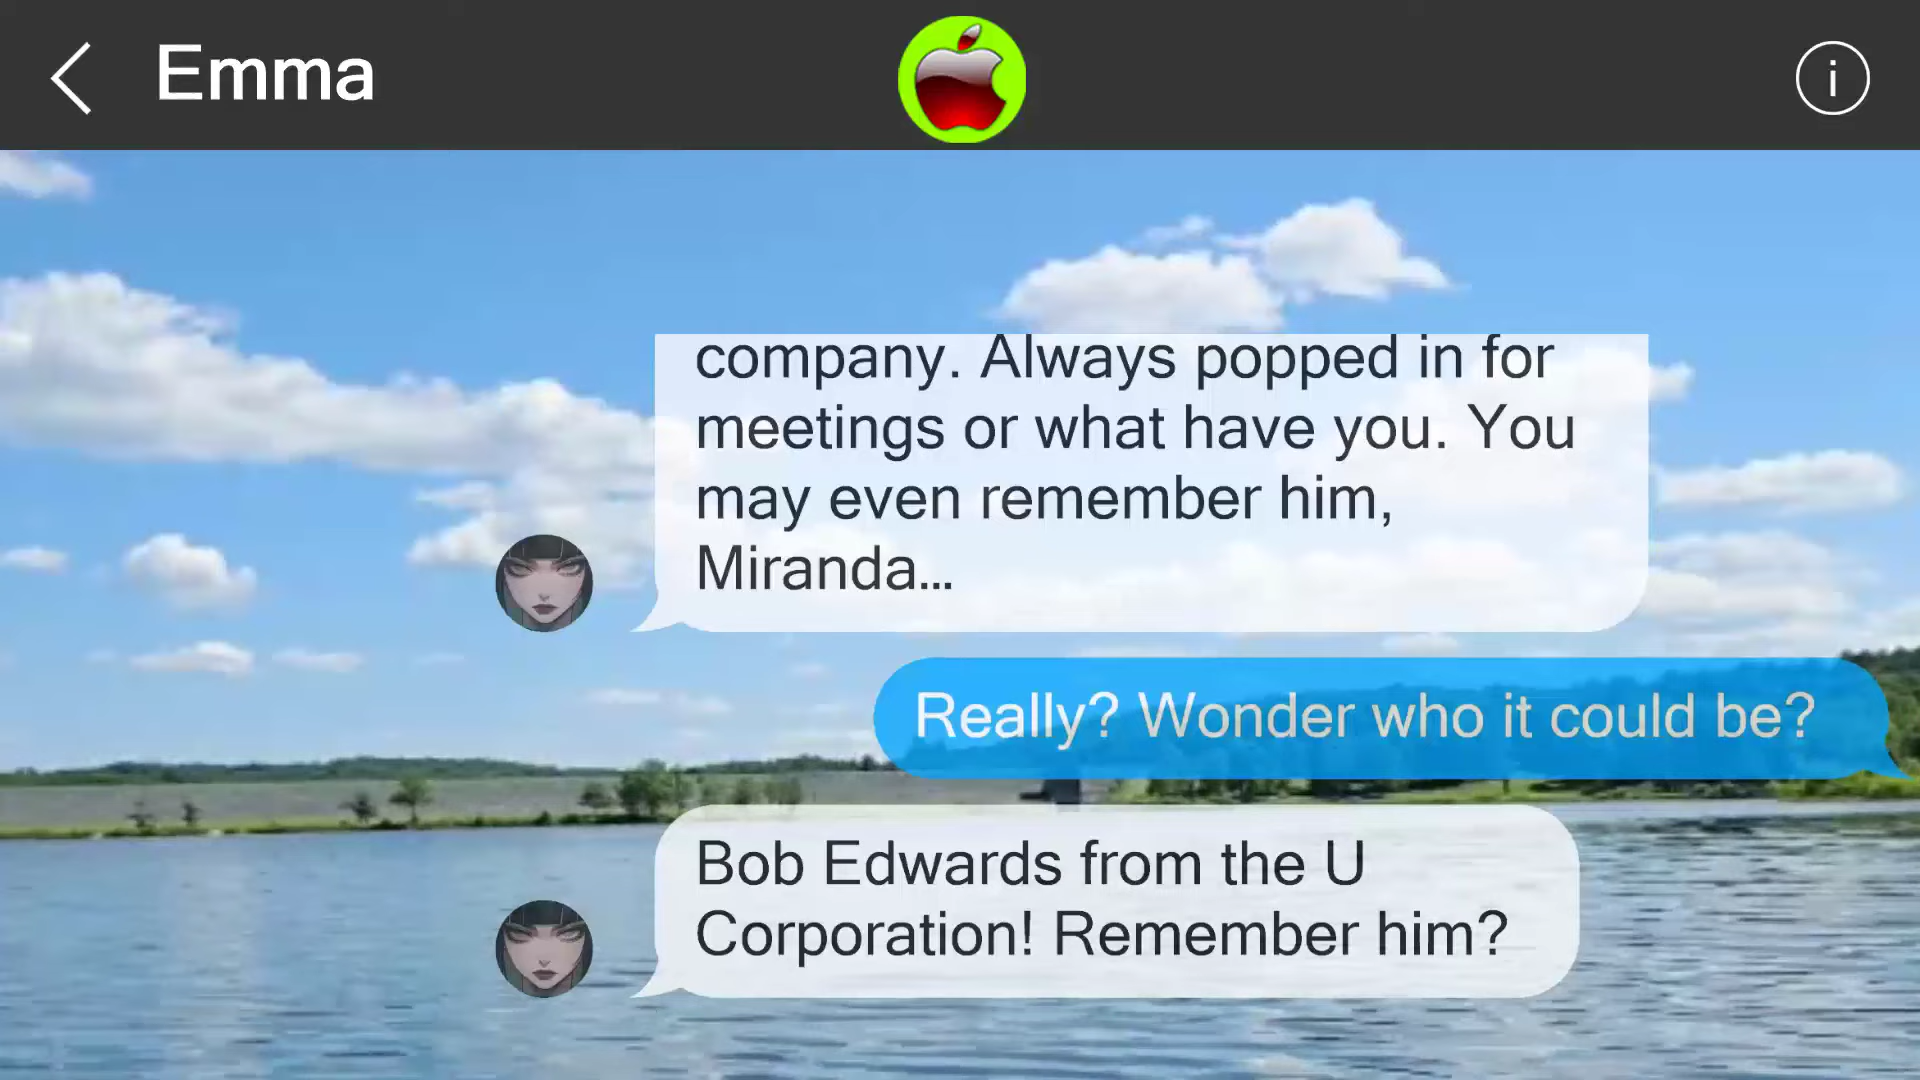 Emma
i
company. Always popped in for
meetings or what have you. You
may even remember him,
Miranda...
Really? Wonder who it could be?
Bob Edwards from the U
Corporation! Remember him?